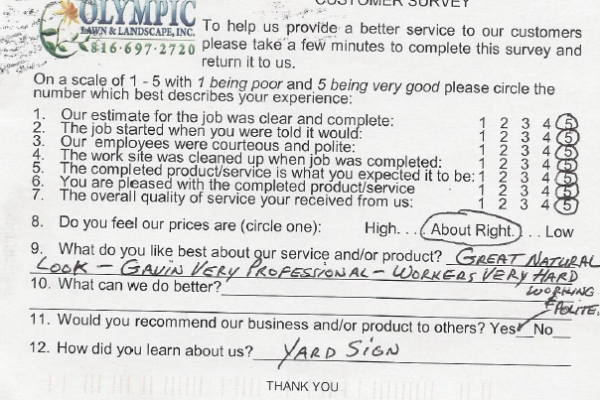 CUSTOMER SURVEY
OLYMPIC
LAWN & LANDSCAPE, INC.
816-697-2720
To help us provide a better service to our customers
please take a few minutes to complete this survey and
return it to us.
On a scale of 1 - 5 with 1 being poor and 5 being very good please circle the
number which best describes your experience:
1. Our estimate for the job was clear and complete: 1 2 3 4 5
2. The job started when you were told it would: 1 2 3 4 5
3. Our employees were courteous and polite: 1 2 3 4 5
4. The work site was cleaned up when job was completed: 1 2 3 4 5
5. The completed product/service is what you expected it to be: 1 2 3 4 5
6. You are pleased with the completed product/service 1 2 3 4 5
7. The overall quality of service your received from us: 1 2 3 4 5
8. Do you feel our prices are (circle one): High. . . About Right. . . Low
9. What do you like best about our service and/or product? GREAT NATURAL
LOOK - GAVIN VERY PROFESSIONAL - WORKERS VERY HARD
WORKING
& POLITE.
10. What can we do better?
11. Would you recommend our business and/or product to others? Yes No
12. How did you learn about us? YARD SIGN
THANK YOU